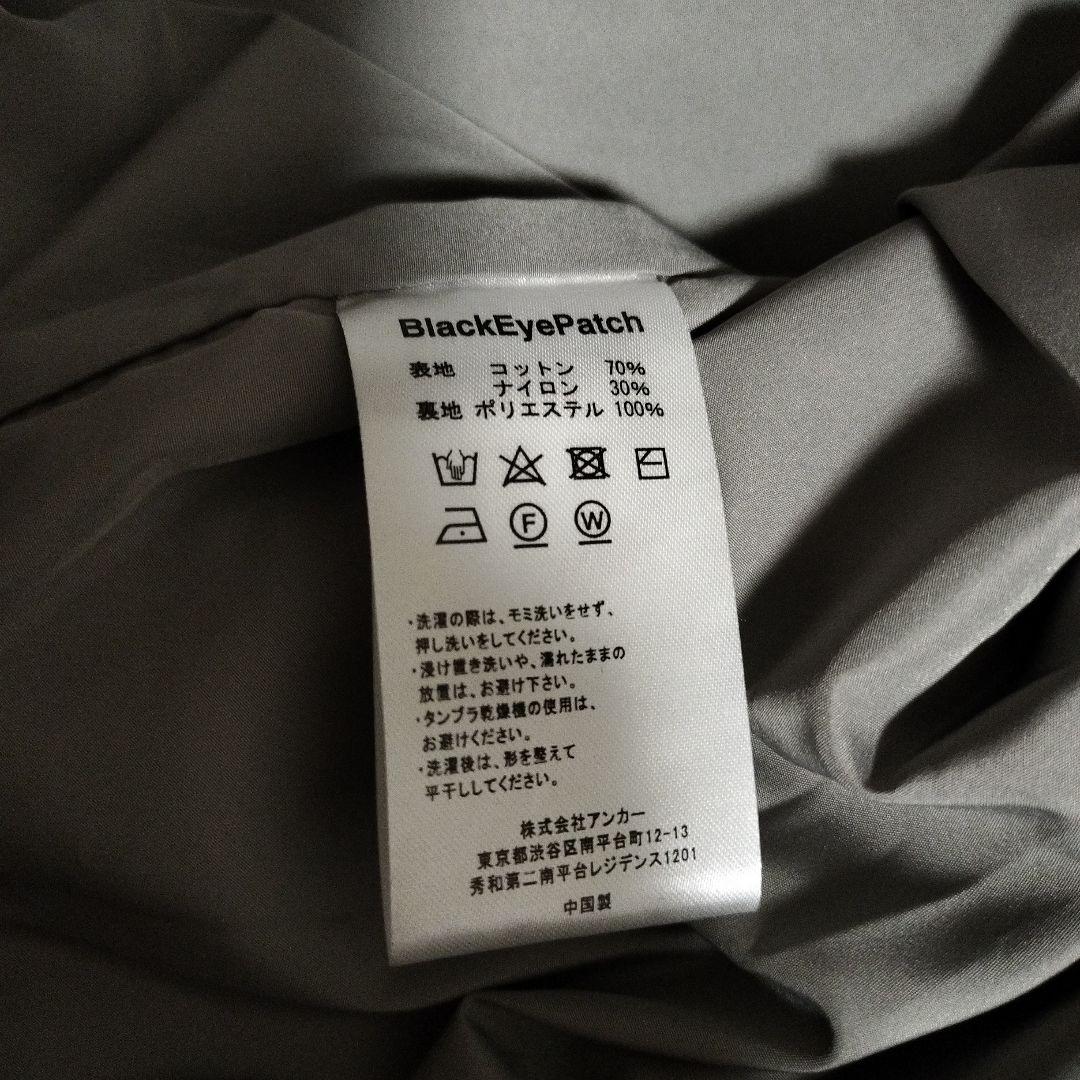 BlackEyePatch
表地 コットン 70%
ナイロン 30%
裏地 ポリエステル 100%
F W
・洗濯の際は、モミ洗いをせず、
押し洗いをしてください。
・浸け置き洗いや、濡れたままの
放置は、お避け下さい。
・タンブラ乾燥機の使用は、
お避けください。
・洗濯後は、形を整えて
平干ししてください。
株式会社アンカー
東京都渋谷区南平台町12-13
秀和第二南平台レジデンス1201
中国製